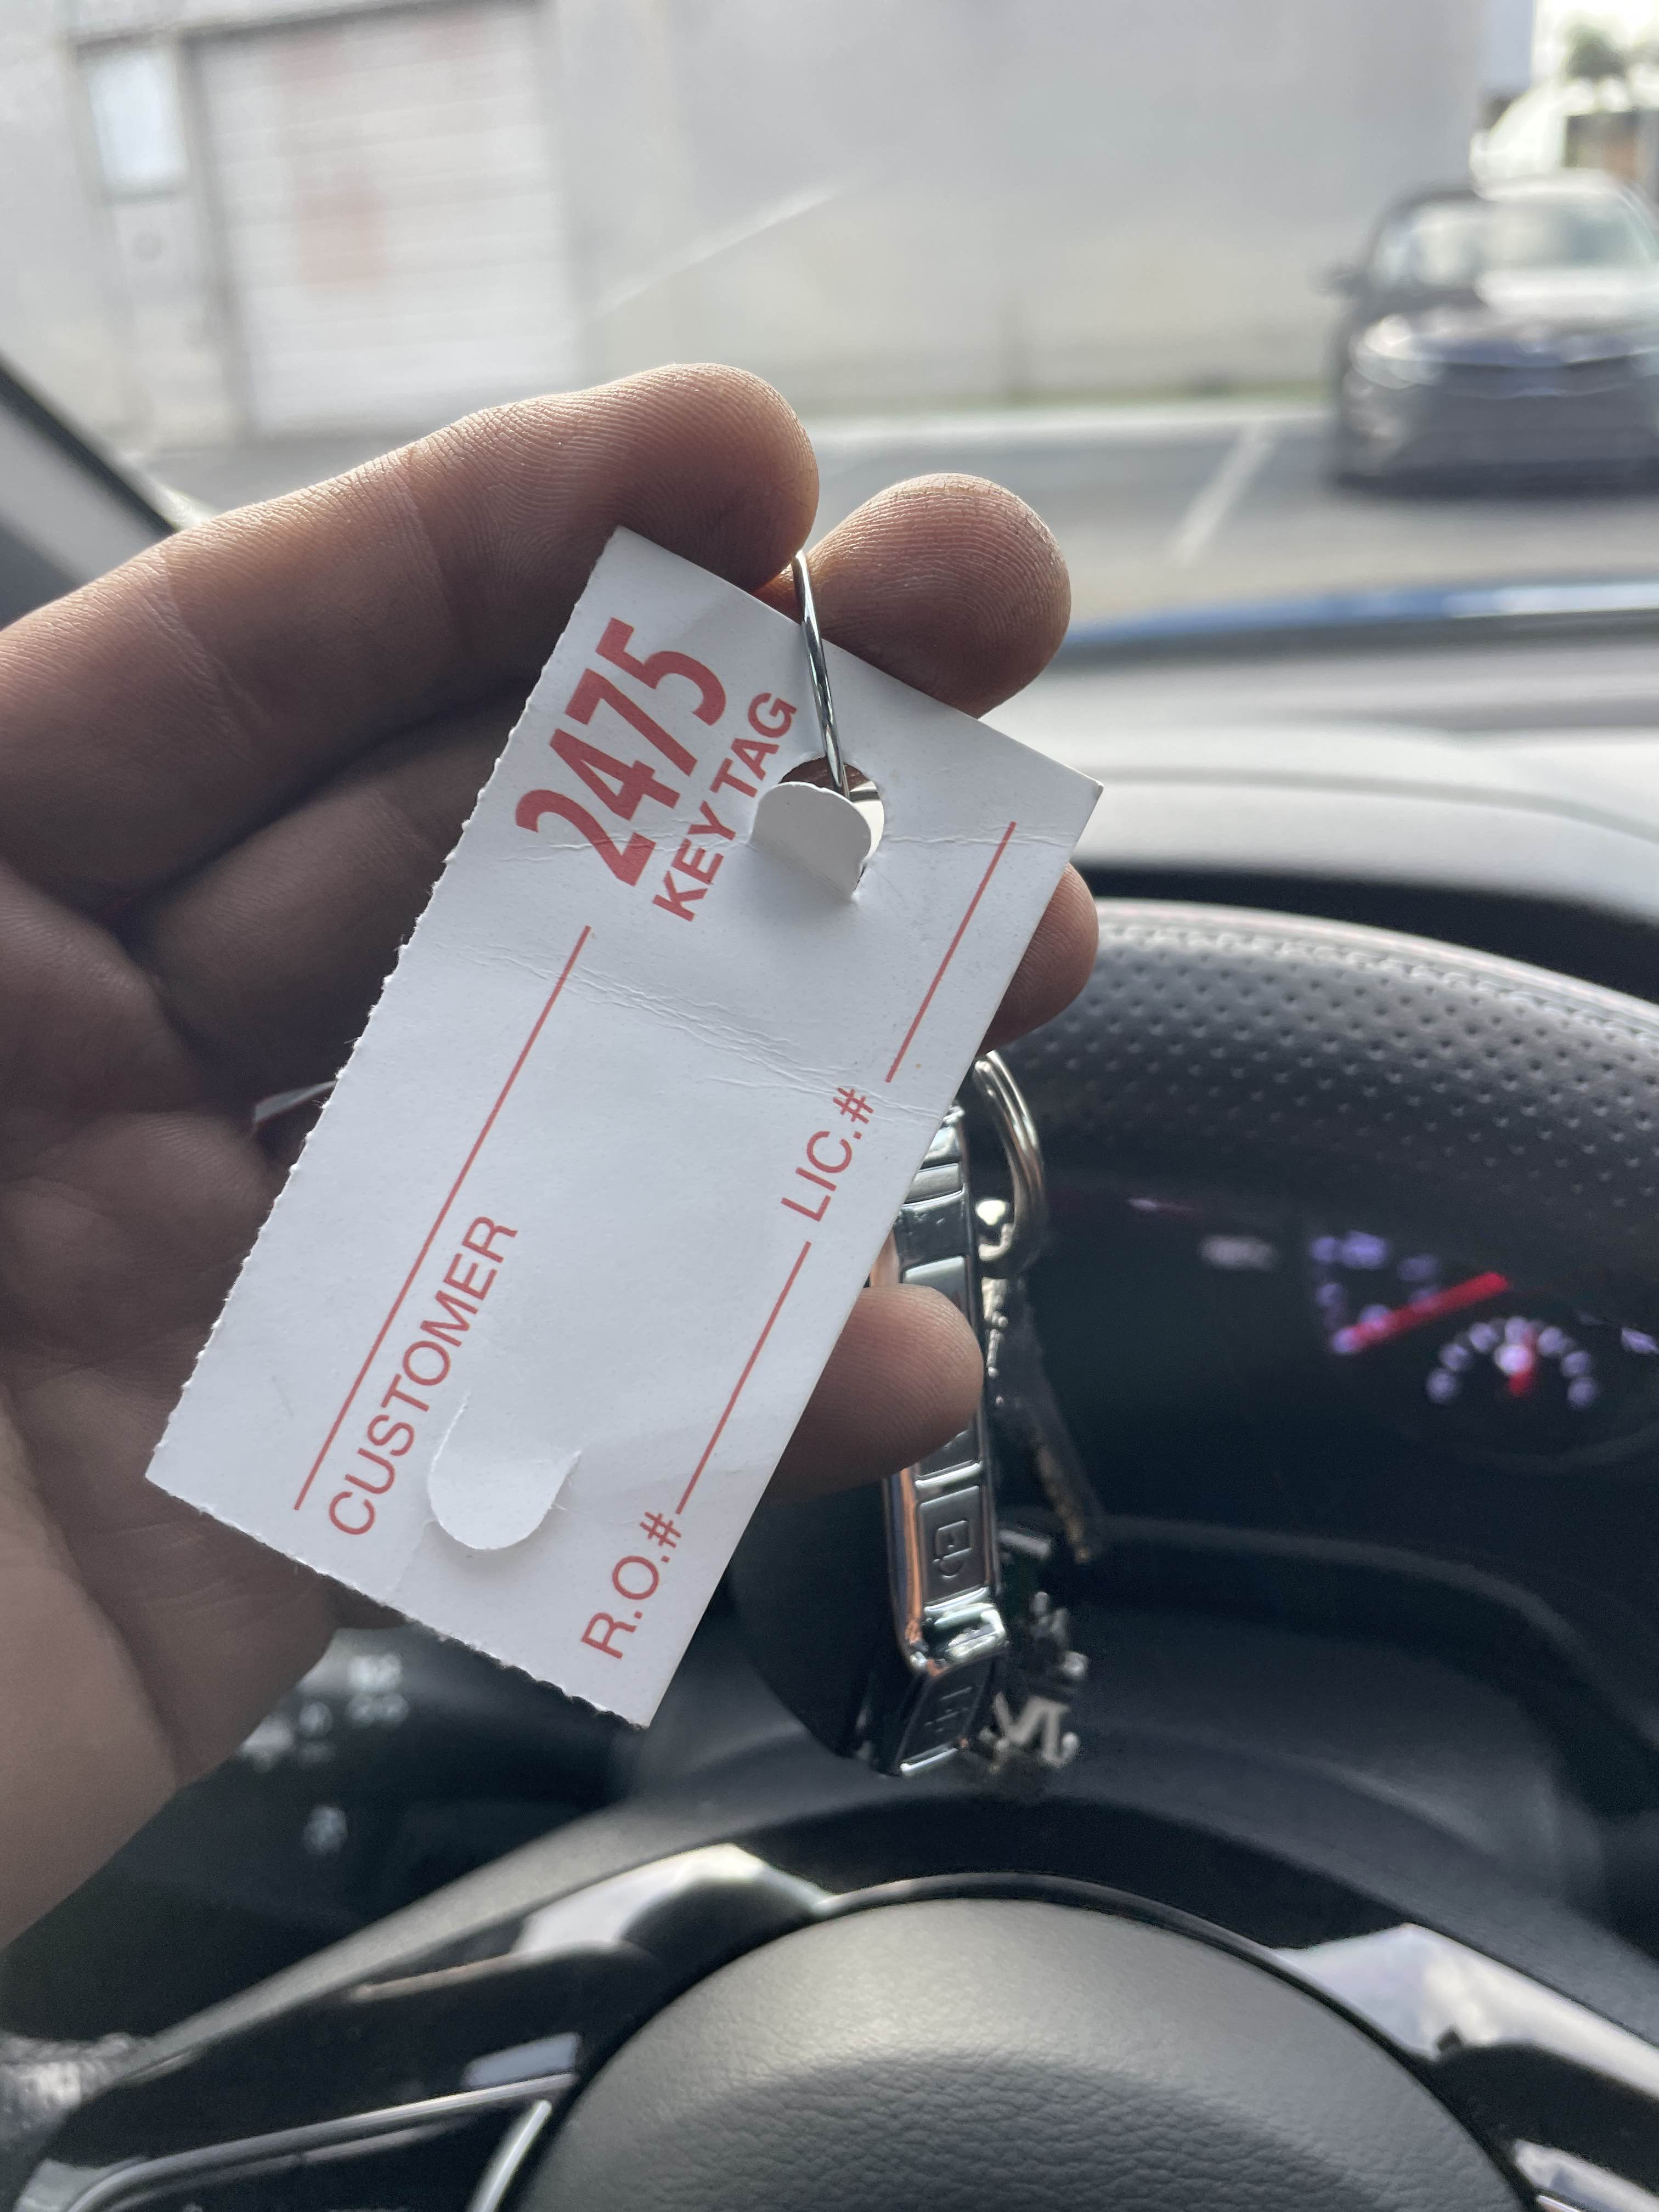 2475
KEY TAG
CUSTOMER
R.O.# LIC.#